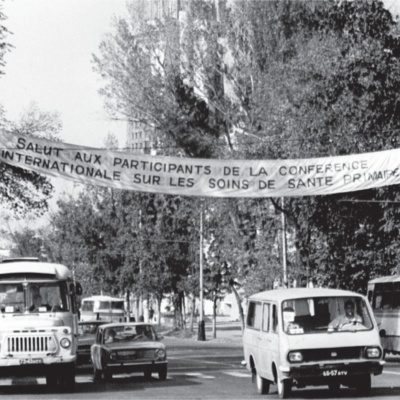 SALUT AUX PARTICIPANTS DE LA CONFERENCE
INTERNATIONALE SUR LES SOINS DE SANTE PRIMAIRE